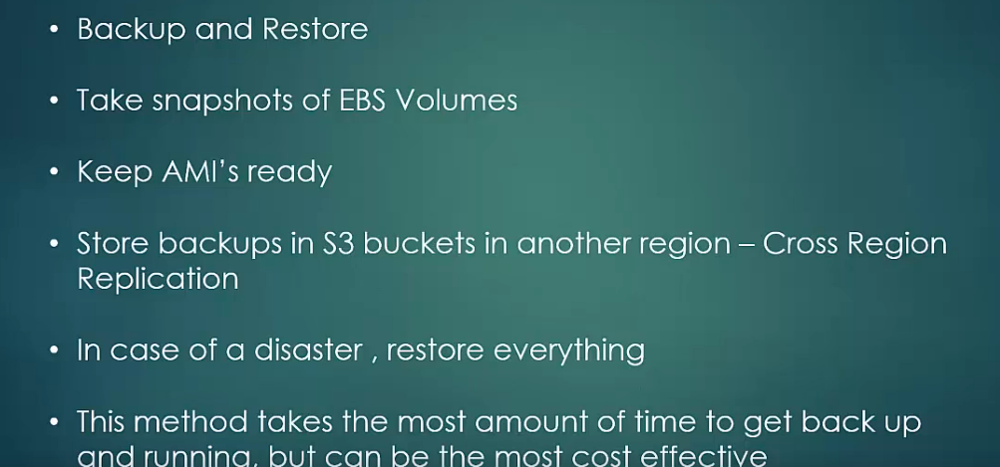 • Backup and Restore
• Take snapshots of EBS Volumes
• Keep AMI's ready
• Store backups in S3 buckets in another region – Cross Region
Replication
• In case of a disaster , restore everything
• This method takes the most amount of time to get back up
and running, but can be the most cost effective